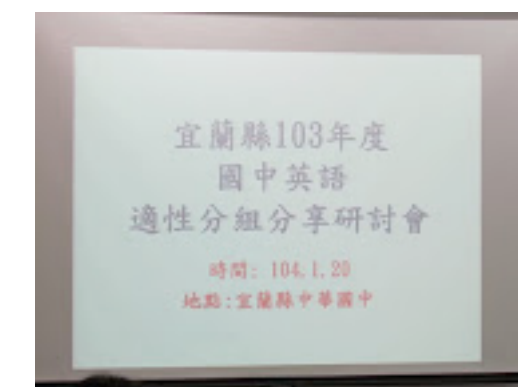 宜蘭縣103年度
國中英語
適性分組分享研討會
時間: 104.1.20
地點:宜蘭縣中華國中